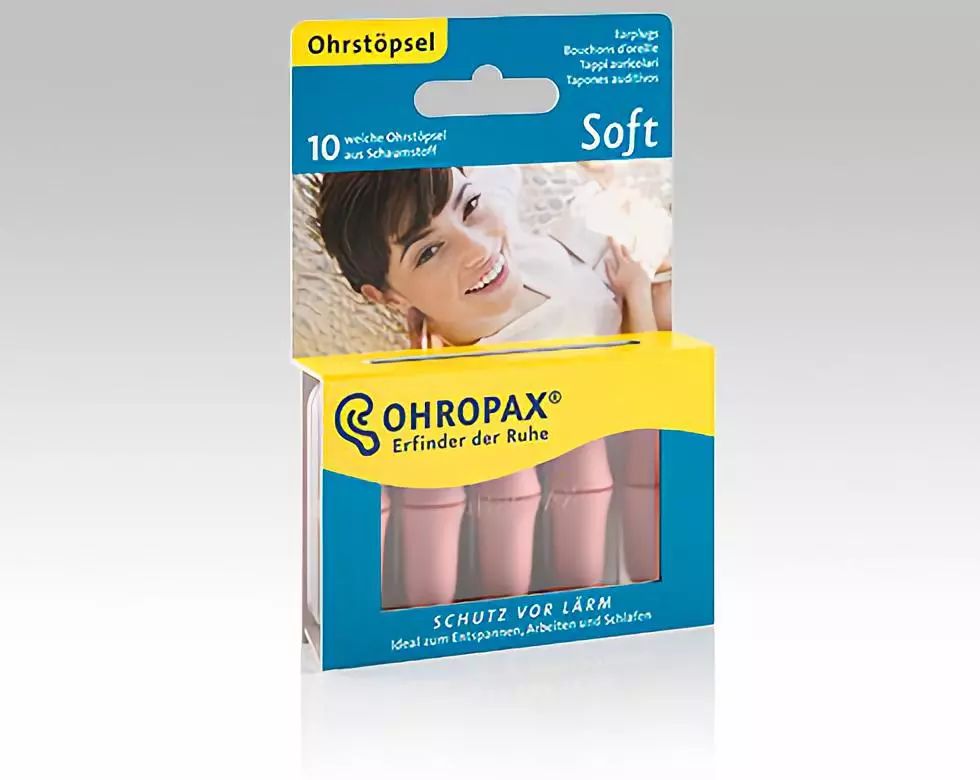 Ohrstöpsel
Earplugs
Bouchons d'oreille
Tappi auricolari
Tapones auditivos
Soft
10 weiche Ohrstöpsel
aus Schaumstoff
OHROPAX®
Erfinder der Ruhe
SCHUTZ VOR LÄRM
Ideal zum Entspannen, Arbeiten und Schlafen